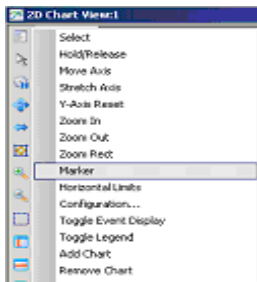 2D Chart View:1
Select
Hold/Release
Move Axis
Stretch Axis
Y-Axis Reset
Zoom In
Zoom Out
Zoom Rect
Marker
Horizontal Limits
Configuration...
Toggle Event Display
Toggle Legend
Add Chart
Remove Chart